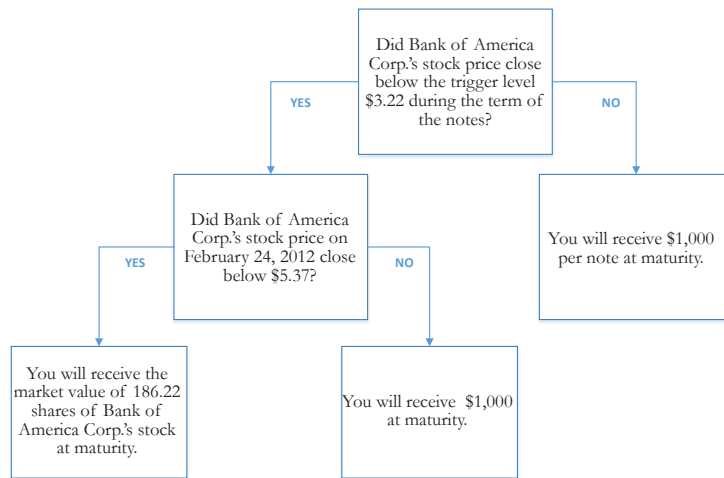 Did Bank of America
Corp.'s stock price close
below the trigger level
$3.22 during the term of
the notes?
YES
NO
Did Bank of America
Corp.'s stock price on
February 24, 2012 close
below $5.37?
You will receive $1,000
per note at maturity.
YES
NO
You will receive the
market value of 186.22
shares of Bank of
America Corp.'s stock
at maturity.
You will receive $1,000
at maturity.